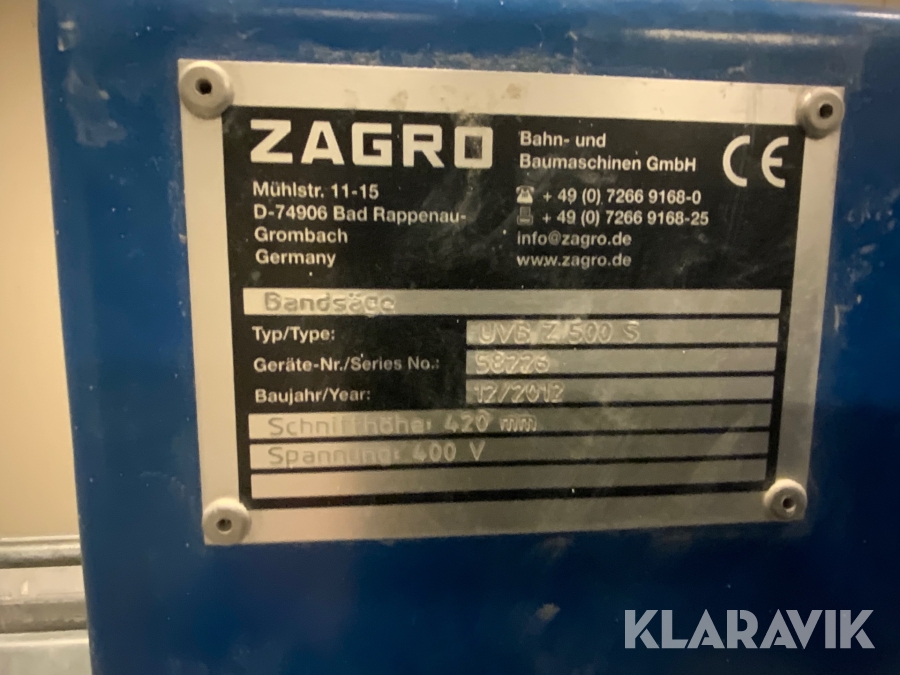 ZAGRO
Bahn- und
Baumaschinen GmbH
CE
Mühlstr. 11-15
D-74906 Bad Rappenau-
Grombach
Germany
☎ + 49 (0) 7266 9168-0
+ 49 (0) 7266 9168-25
info@zagro.de
www.zagro.de
Bandsäge
Typ/Type: UVB Z 500 S
Geräte-Nr./Series No.: 58226
Baujahr/Year: 12/2012
Schnitthöhe: 420 mm
Spannung: 400 V
KLARAVIK